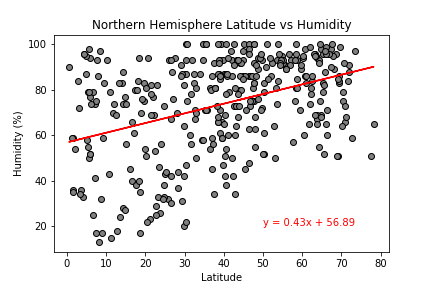 Northern Hemisphere Latitude vs Humidity
100
80
60
40
20
Humidity (%)
y = 0.43x + 56.89
0 10 20 30 40 50 60 70 80
Latitude